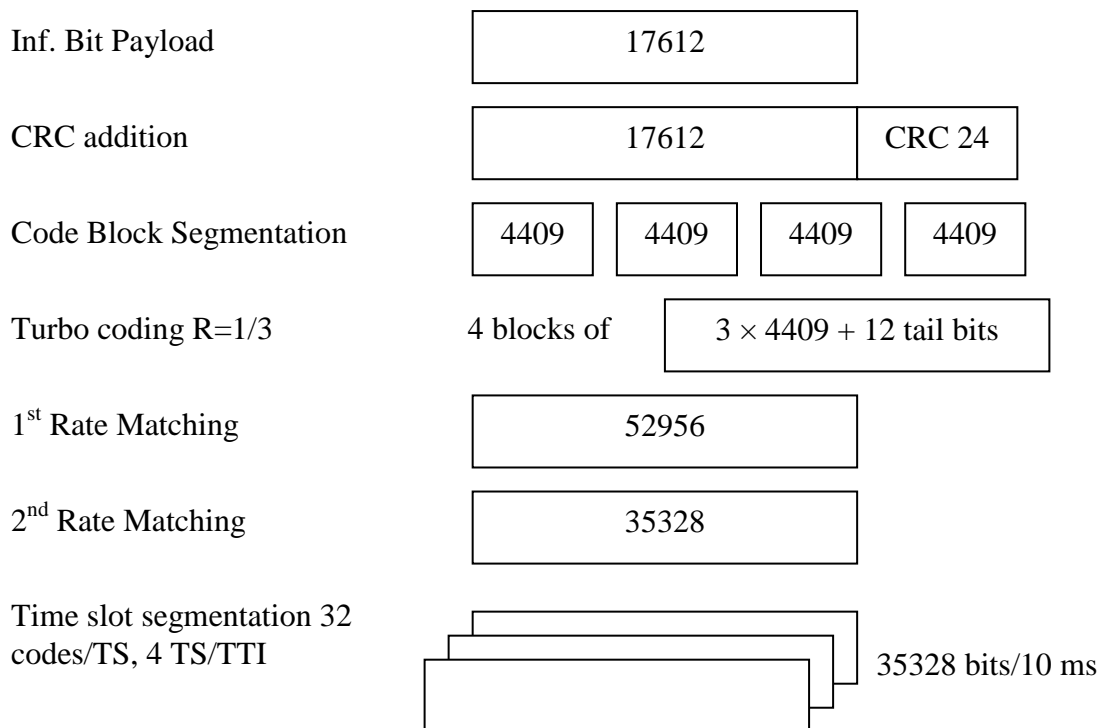 Inf. Bit Payload
17612
CRC addition
17612
CRC 24
Code Block Segmentation
4409 4409 4409 4409
Turbo coding R=1/3
4 blocks of
3 × 4409 + 12 tail bits
1st Rate Matching
52956
2nd Rate Matching
35328
Time slot segmentation 32
codes/TS, 4 TS/TTI
35328 bits/10 ms